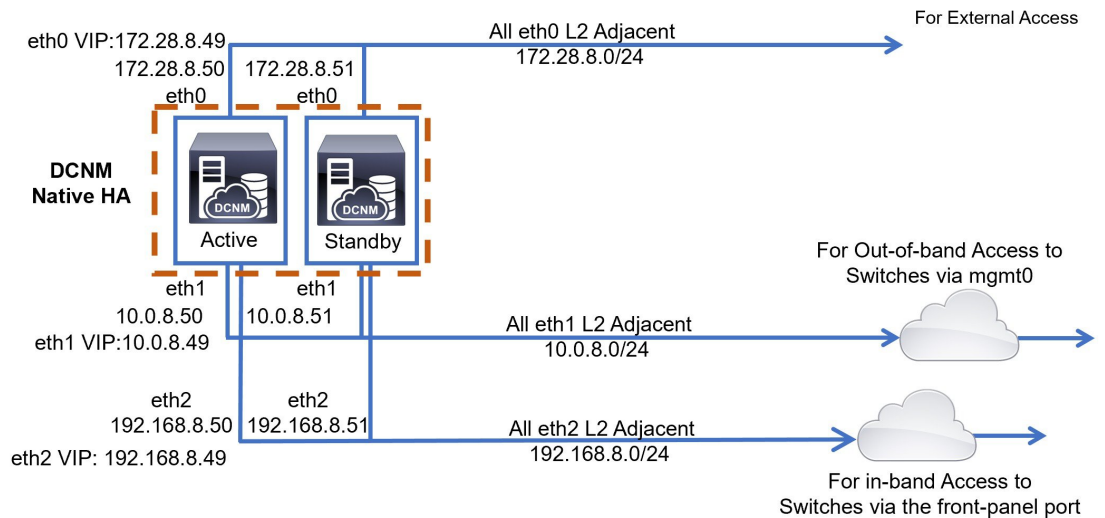 For External Access
eth0 VIP:172.28.8.49
All eth0 L2 Adjacent
172.28.8.50
172.28.8.51
172.28.8.0/24
eth0
eth0
DCNM
Native HA
DCNM
DCNM
Active
Standby
For Out-of-band Access to
Switches via mgmt0
eth1
eth1
10.0.8.50
10.0.8.51
All eth1 L2 Adjacent
eth1 VIP:10.0.8.49
10.0.8.0/24
eth2
eth2
192.168.8.50
192.168.8.51
All eth2 L2 Adjacent
eth2 VIP: 192.168.8.49
192.168.8.0/24
For in-band Access to
Switches via the front-panel port